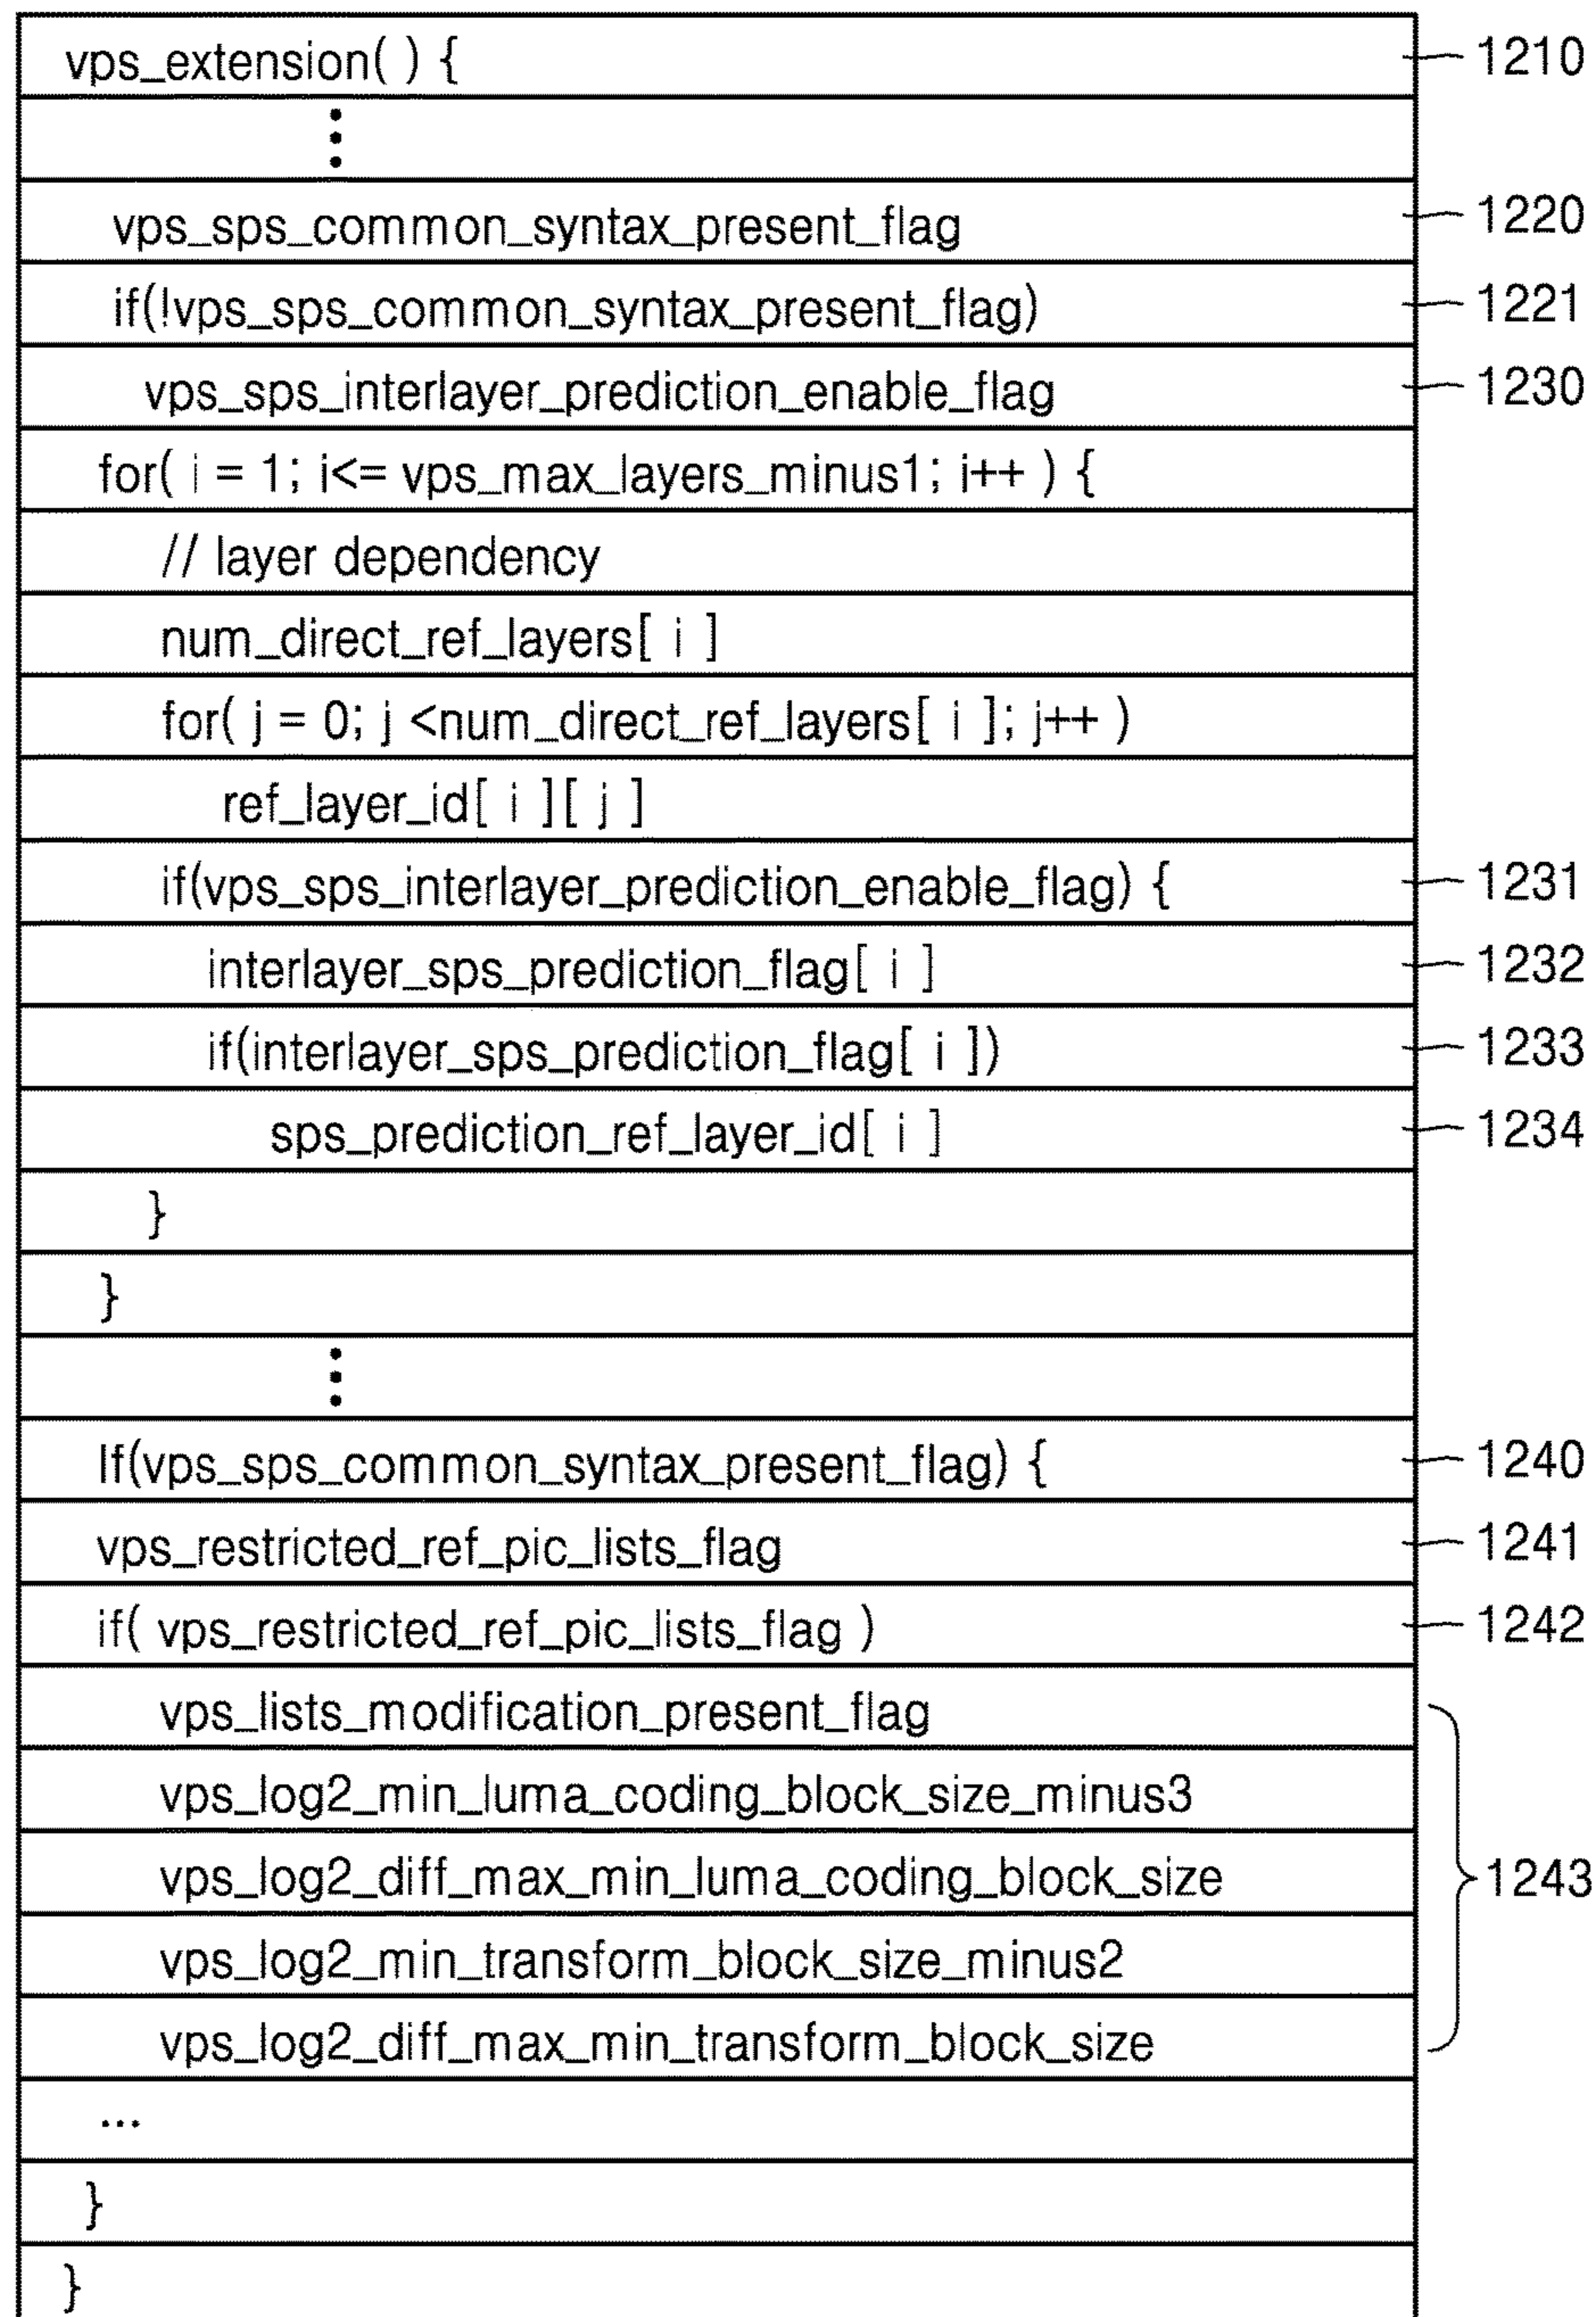 vps_extension( ) { 1210
⋮
vps_sps_common_syntax_present_flag 1220
if(!vps_sps_common_syntax_present_flag) 1221
vps_sps_interlayer_prediction_enable_flag 1230
for( i = 1; i<= vps_max_layers_minus1; i++ ) {
// layer dependency
num_direct_ref_layers[ i ]
for( j = 0; j <num_direct_ref_layers[ i ]; j++ )
ref_layer_id[ i ][ j ]
if(vps_sps_interlayer_prediction_enable_flag) { 1231
interlayer_sps_prediction_flag[ i ] 1232
if(interlayer_sps_prediction_flag[ i ]) 1233
sps_prediction_ref_layer_id[ i ] 1234
}
}
⋮
If(vps_sps_common_syntax_present_flag) { 1240
vps_restricted_ref_pic_lists_flag 1241
if( vps_restricted_ref_pic_lists_flag ) 1242
vps_lists_modification_present_flag
vps_log2_min_luma_coding_block_size_minus3
vps_log2_diff_max_min_luma_coding_block_size 1243
vps_log2_min_transform_block_size_minus2
vps_log2_diff_max_min_transform_block_size
...
}
}